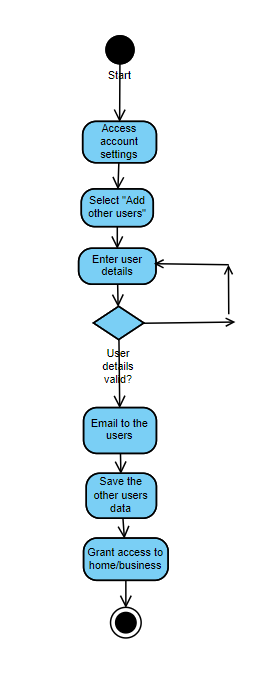 Start
Access
account
settings
Select "Add
other users"
Enter user
details
User
details
valid?
Email to the
users
Save the
other users
data
Grant access to
home/business